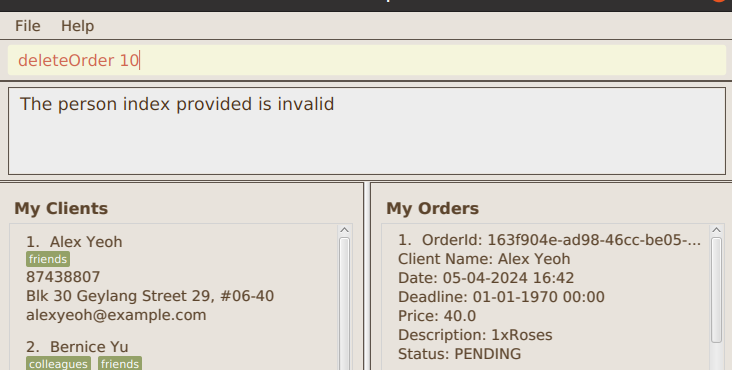 File Help
deleteOrder 10
The person index provided is invalid
My Clients
1. Alex Yeoh
friends
87438807
Blk 30 Geylang Street 29, #06-40
alexyeoh@example.com
2. Bernice Yu
colleagues friends
My Orders
1. OrderId: 163f904e-ad98-46cc-be05-...
Client Name: Alex Yeoh
Date: 05-04-2024 16:42
Deadline: 01-01-1970 00:00
Price: 40.0
Description: 1xRoses
Status: PENDING